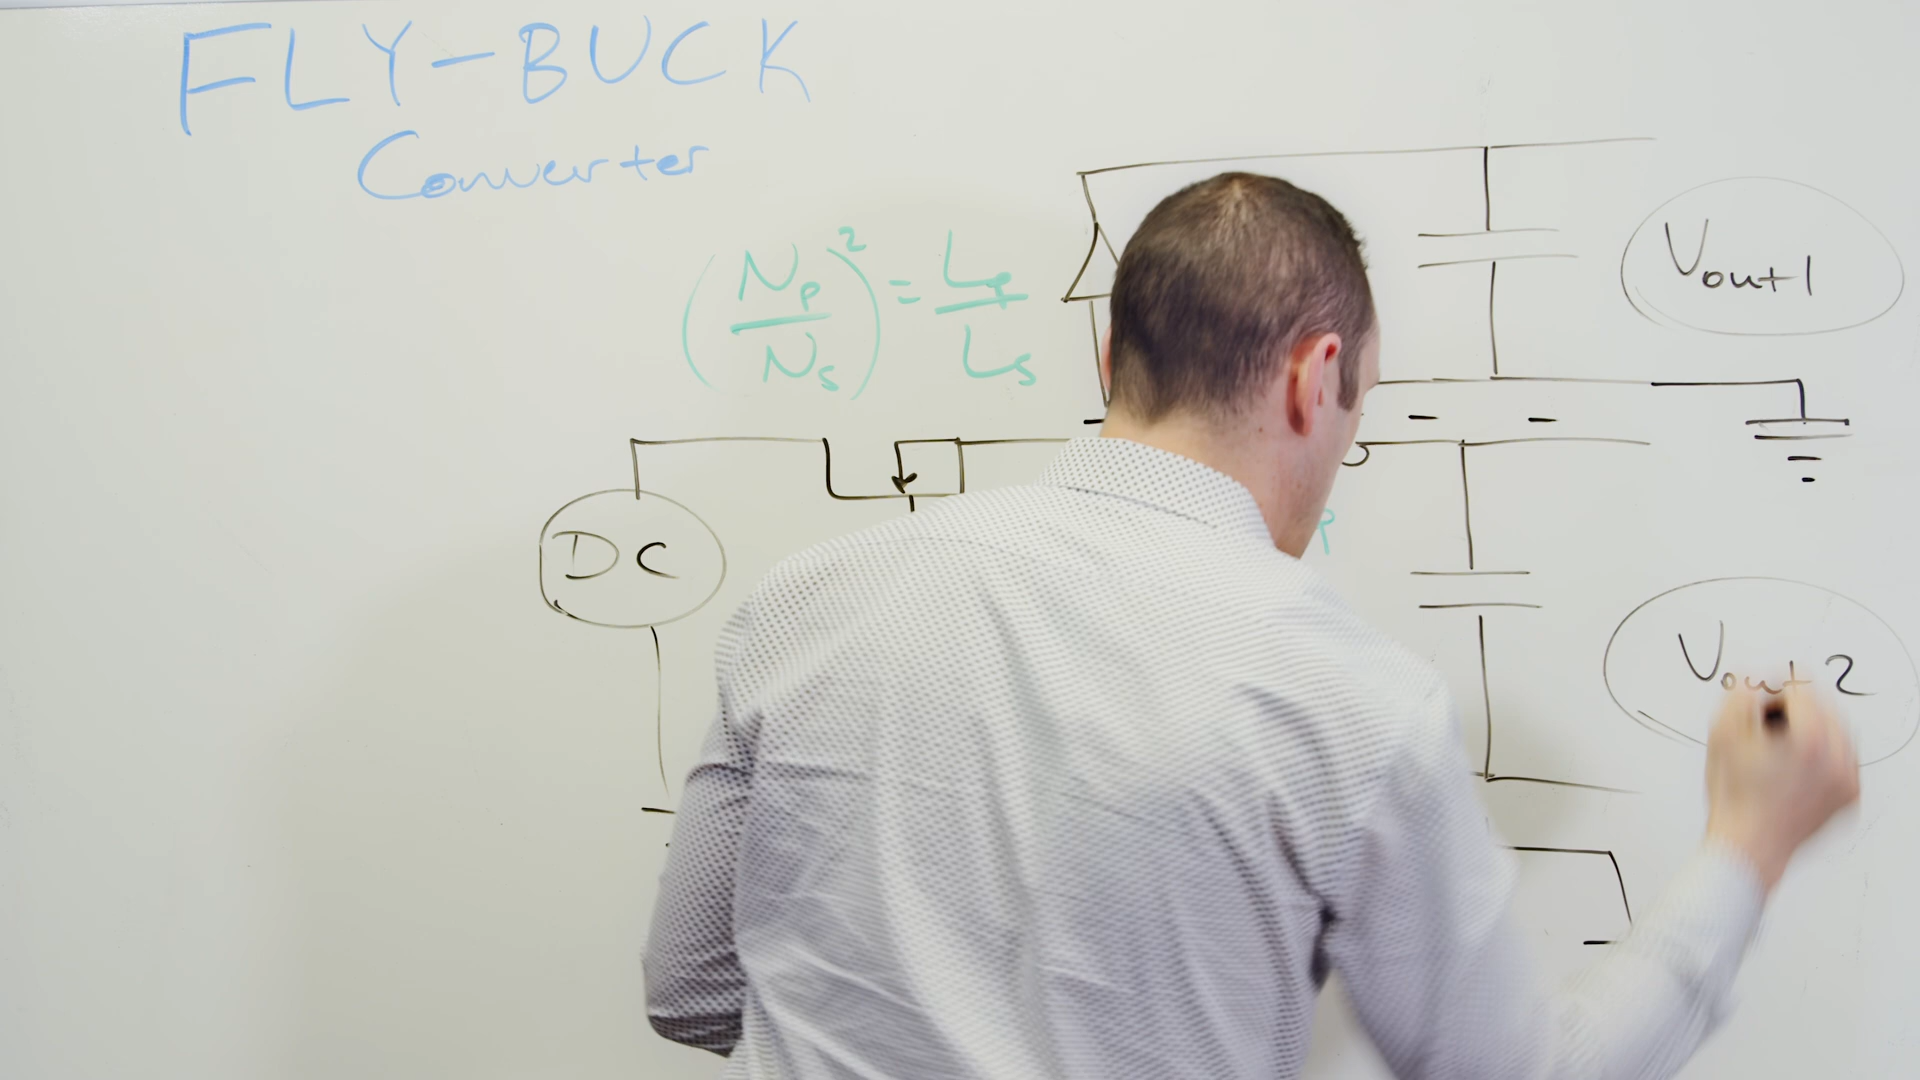 FLY-BUCK
Converter
(Np/Ns)² = Lp/Ls
Vout1
DC
P
Vout2